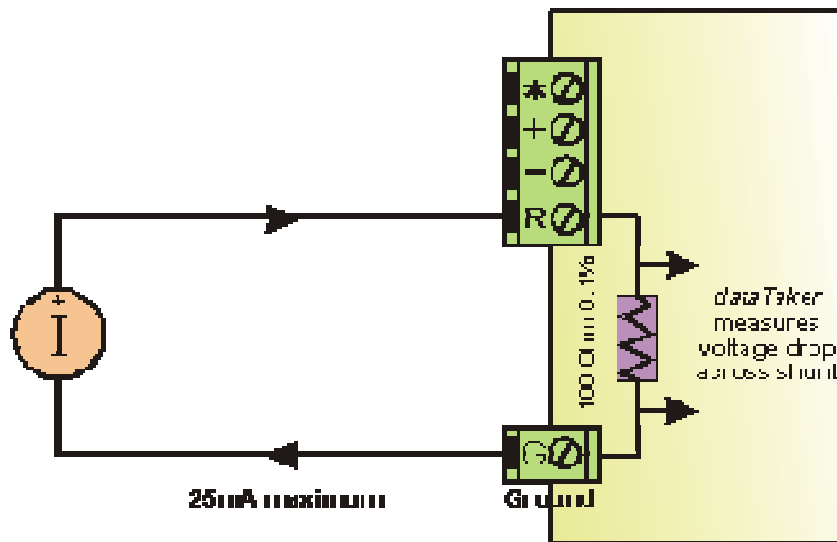 *
+
−
R
+
I
100 Ohm 0.1%
dataTaker
measures
voltage drop
across shunt
G
25mA maximum
Ground